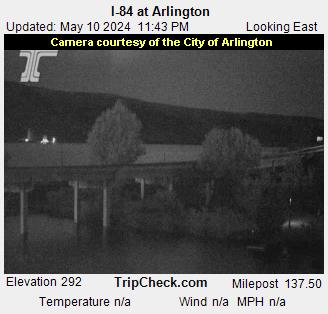 I-84 at Arlington
Updated: May 10 2024 11:43 PM Looking East
Camera courtesy of the City of Arlington
Elevation 292 TripCheck.com Milepost 137.50
Temperature n/a Wind n/a MPH n/a